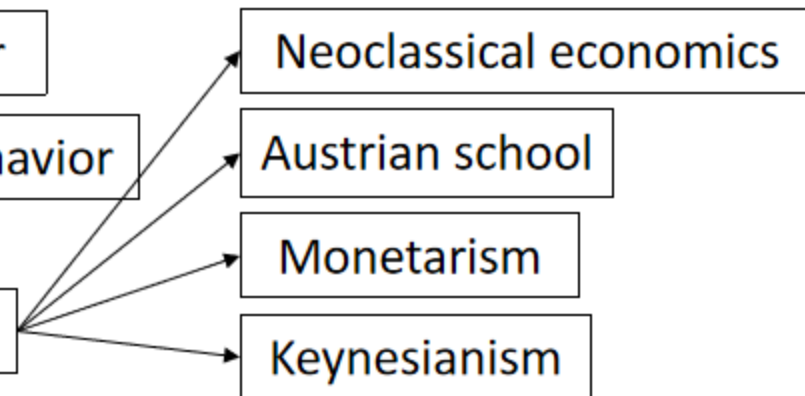 Neoclassical economics
Austrian school
Monetarism
Keynesianism